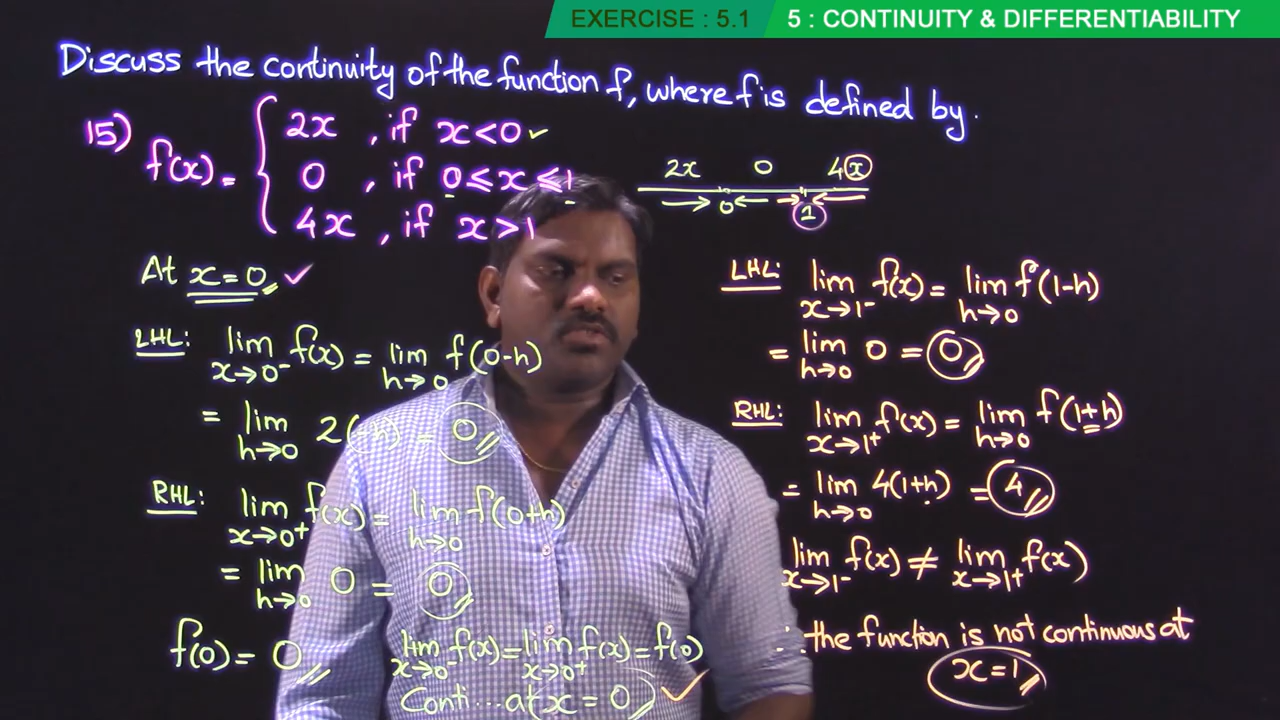 EXERCISE : 5.1
5 : CONTINUITY & DIFFERENTIABILITY
Discuss the continuity of the function f, where f is defined by.
15) f(x) = { 2x , if x<0 ✓
0 , if 0≤x≤1
4x , if x>1
2x 0 4x
0 1
At x=0, ✓
LHL: lim x→0⁻ f(x) = lim h→0 f(0-h)
= lim h→0 2(-h) = 0
RHL: lim x→0⁺ f(x) = lim h→0 f(0+h)
= lim h→0 0 = 0
f(0) = 0
lim x→0⁻ f(x) = lim x→0⁺ f(x) = f(0)
Conti... at x=0 ✓
LHL: lim x→1⁻ f(x) = lim h→0 f(1-h)
= lim h→0 0 = 0
RHL: lim x→1⁺ f(x) = lim h→0 f(1+h)
= lim h→0 4(1+h) = 4
lim x→1⁻ f(x) ≠ lim x→1⁺ f(x)
∴ the function is not continuous at
x=1